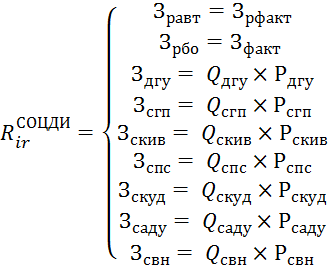 З_равт = З_рфакт
З_рбо = З_факт
З_дгу = Q_дгу × Р_дгу
З_сгп = Q_сгп × Р_сгп
R_ir^СОЦДИ = { З_скив = Q_скив × Р_скив
З_спс = Q_спс × Р_спс
З_скуд = Q_скуд × Р_скуд
З_саду = Q_саду × Р_саду
З_свн = Q_свн × Р_свн